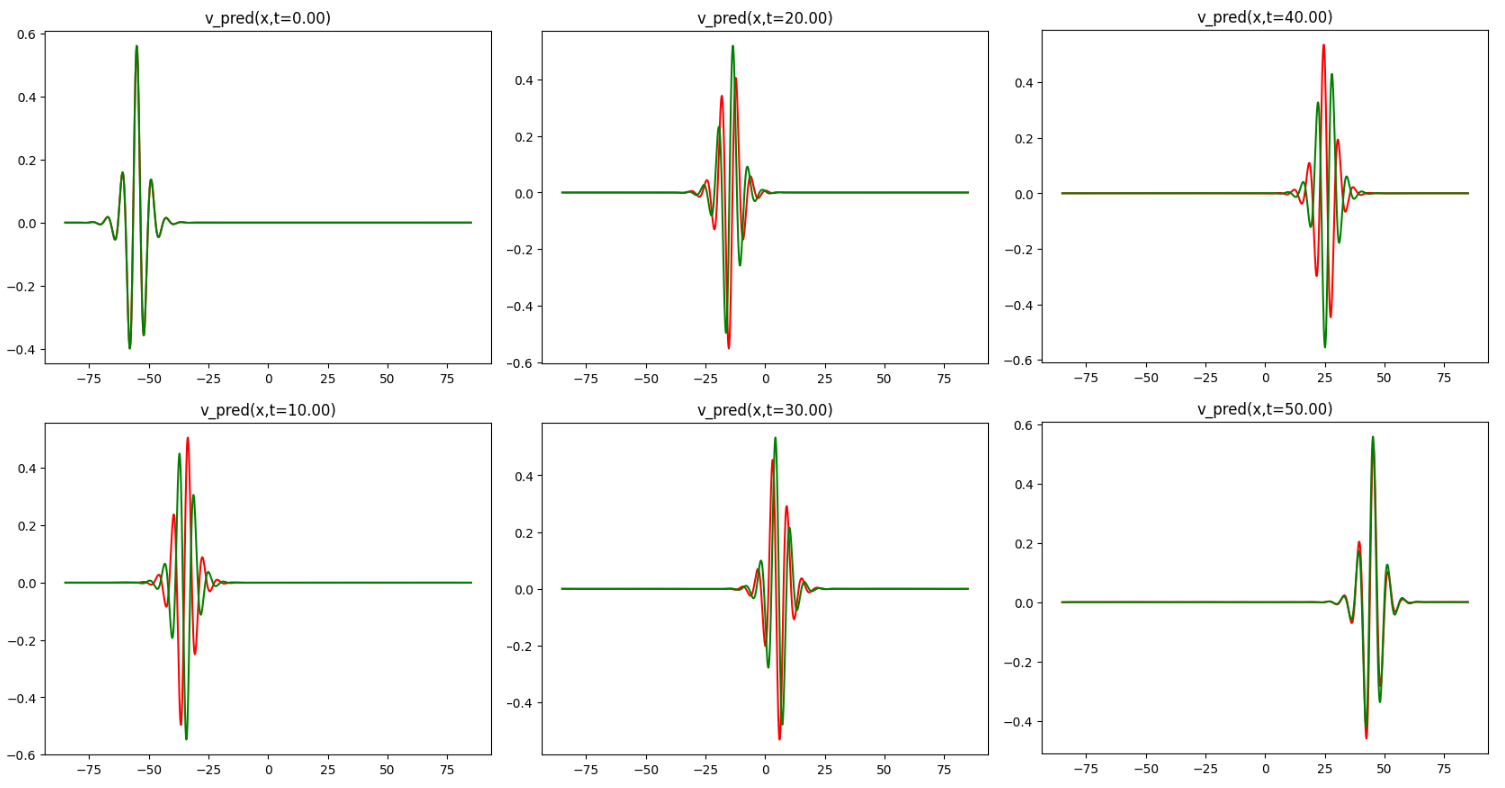 v_pred(x,t=0.00)
0.6
0.4
0.2
0.0
−0.2
−0.4
−75 −50 −25 0 25 50 75
v_pred(x,t=20.00)
0.4
0.2
0.0
−0.2
−0.4
−0.6
−75 −50 −25 0 25 50 75
v_pred(x,t=40.00)
0.4
0.2
0.0
−0.2
−0.4
−0.6
−75 −50 −25 0 25 50 75
v_pred(x,t=10.00)
0.4
0.2
0.0
−0.2
−0.4
−0.6
−75 −50 −25 0 25 50 75
v_pred(x,t=30.00)
0.4
0.2
0.0
−0.2
−0.4
−75 −50 −25 0 25 50 75
v_pred(x,t=50.00)
0.6
0.4
0.2
0.0
−0.2
−0.4
−75 −50 −25 0 25 50 75